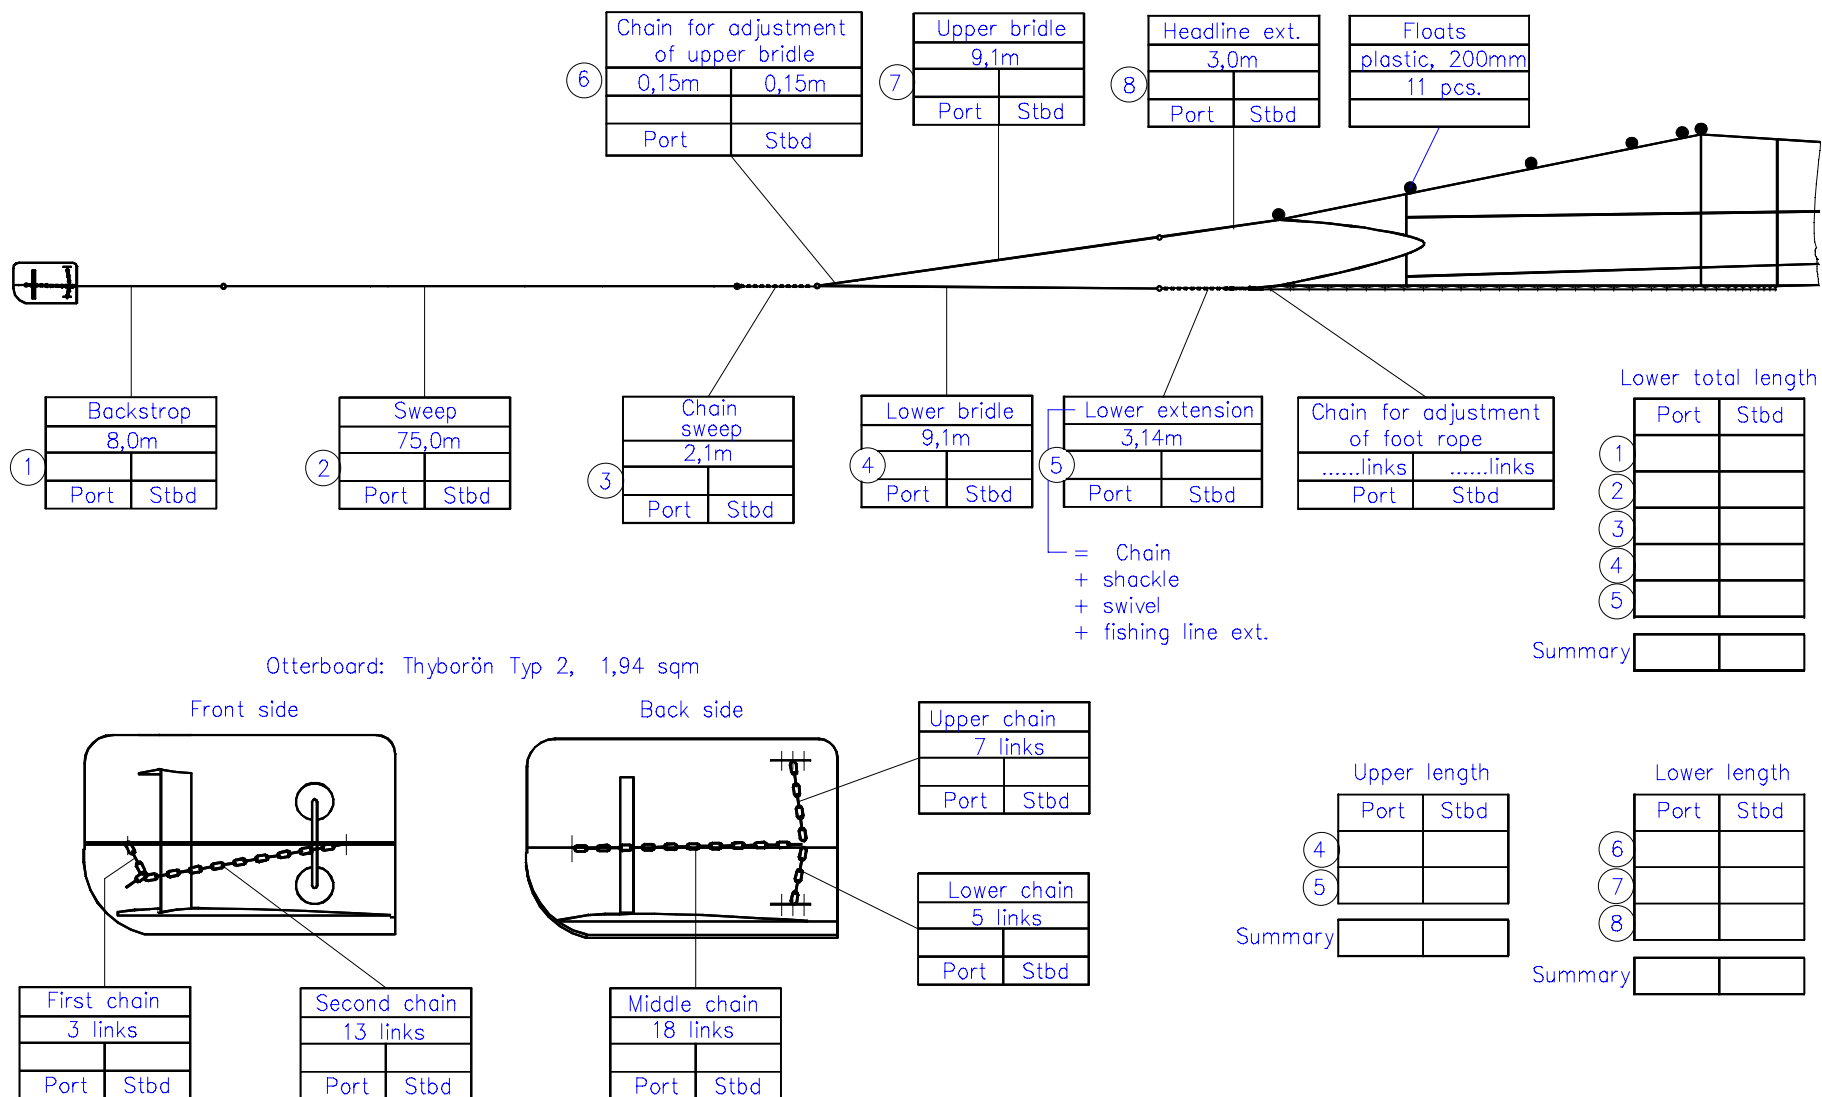 Chain for adjustment
of upper bridle
6
0,15m 0,15m
Port Stbd
Upper bridle
9,1m
7
Port Stbd
Headline ext.
3,0m
8
Port Stbd
Floats
plastic, 200mm
11 pcs.
Backstrop
8,0m
1
Port Stbd
Sweep
75,0m
2
Port Stbd
Chain
sweep
2,1m
3
Port Stbd
Lower bridle
9,1m
4
Port Stbd
Lower extension
3,14m
5
Port Stbd
= Chain
+ shackle
+ swivel
+ fishing line ext.
Chain for adjustment
of foot rope
......links ......links
Port Stbd
Lower total length
Port Stbd
1
2
3
4
5
Summary
Otterboard: Thyborön Typ 2, 1,94 sqm
Front side
Back side
Upper chain
7 links
Port Stbd
Lower chain
5 links
Port Stbd
First chain
3 links
Port Stbd
Second chain
13 links
Port Stbd
Middle chain
18 links
Port Stbd
Upper length
Port Stbd
4
5
Summary
Lower length
Port Stbd
6
7
8
Summary